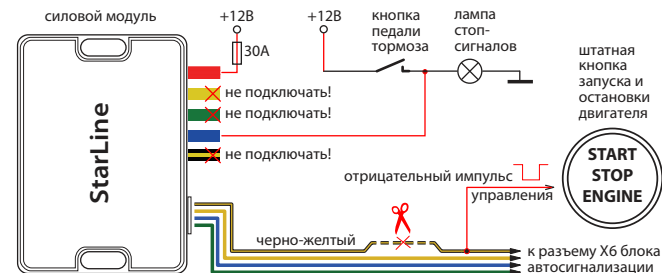 силовой модуль
+12В
30А
+12В
кнопка
педали
тормоза
лампа
стоп-
сигналов
штатная
кнопка
запуска и
остановки
двигателя
StarLine
не подключать!
не подключать!
не подключать!
START
STOP
ENGINE
отрицательный импульс
управления
черно-желтый
к разъему Х6 блока
автосигнализации